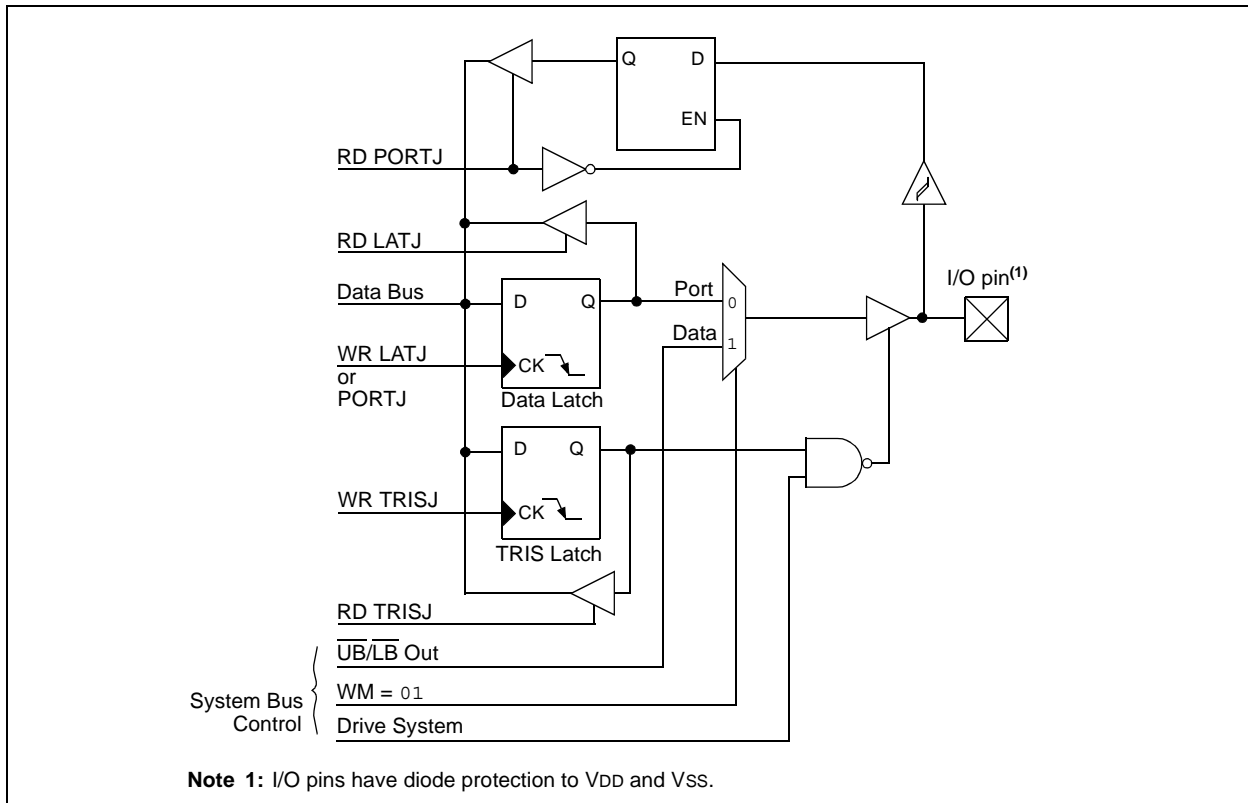 Q D
EN
RD PORTJ
RD LATJ
I/O pin(1)
Port
Data Bus
D Q
0
Data
1
WR LATJ
or
PORTJ
CK
Data Latch
D Q
WR TRISJ
CK
TRIS Latch
RD TRISJ
UB/LB Out
WM = 01
System Bus
Control
Drive System
Note 1: I/O pins have diode protection to VDD and VSS.